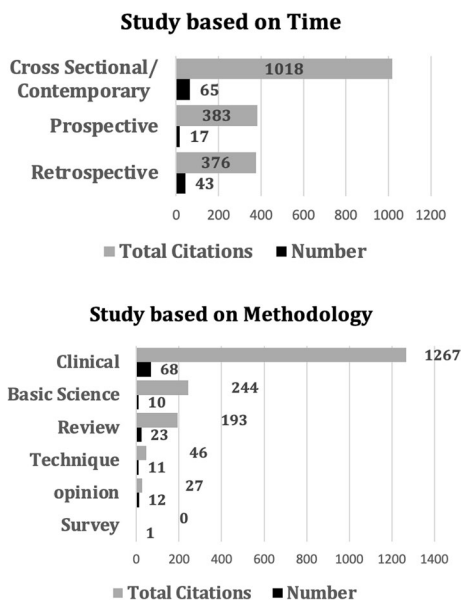 Study based on Time
Cross Sectional/
Contemporary
1018
65
Prospective
383
17
Retrospective
376
43
0 200 400 600 800 1000 1200
Total Citations Number
Study based on Methodology
Clinical
1267
68
Basic Science
244
10
Review
193
23
Technique
46
11
opinion
27
12
Survey
0
1
0 200 400 600 800 1000 1200 1400
Total Citations Number